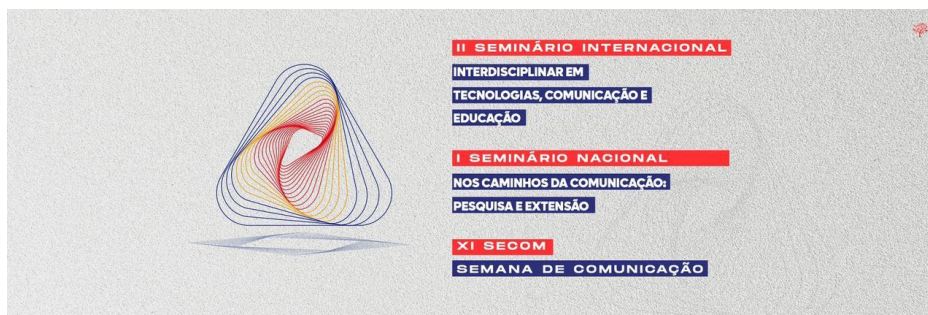 II SEMINÁRIO INTERNACIONAL
INTERDISCIPLINAR EM
TECNOLOGIAS, COMUNICAÇÃO E
EDUCAÇÃO
I SEMINÁRIO NACIONAL
NOS CAMINHOS DA COMUNICAÇÃO:
PESQUISA E EXTENSÃO
XI SECOM
SEMANA DE COMUNICAÇÃO